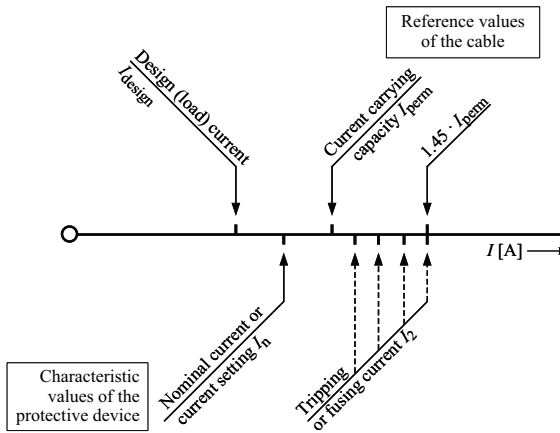 Reference values
of the cable
Design (load) current
I_design
Current carrying
capacity I_perm
1.45 · I_perm
I [A]
Nominal current or
current setting I_n
Tripping
or fusing current I_2
Characteristic
values of the
protective device